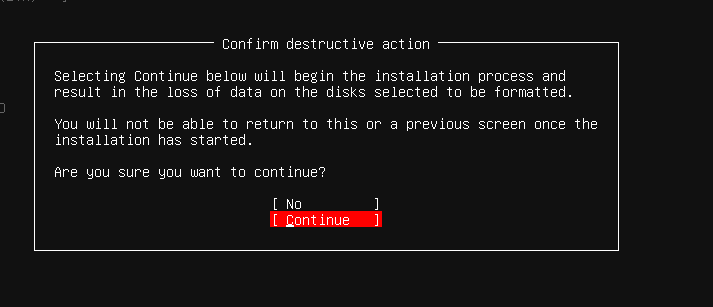 Confirm destructive action
Selecting Continue below will begin the installation process and
result in the loss of data on the disks selected to be formatted.
You will not be able to return to this or a previous screen once the
installation has started.
Are you sure you want to continue?
[ No ]
[ Continue ]